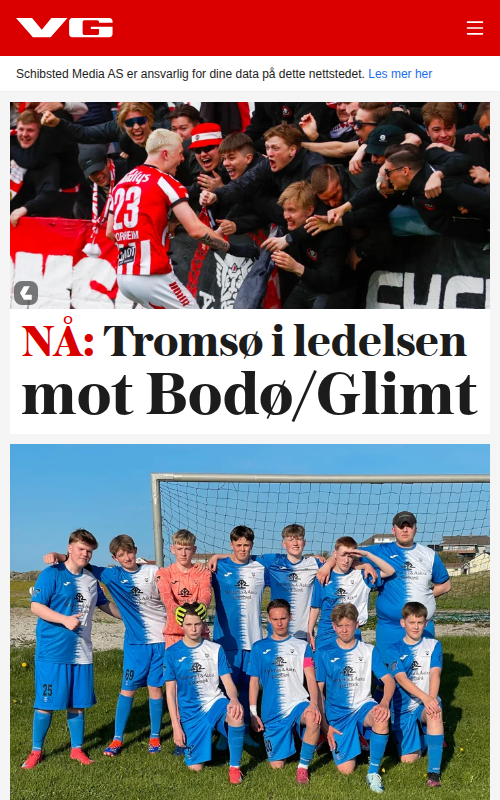 VG
Schibsted Media AS er ansvarlig for dine data på dette nettstedet. Les mer her
23
NÅ: Tromsø i ledelsen
mot Bodø/Glimt
25
69